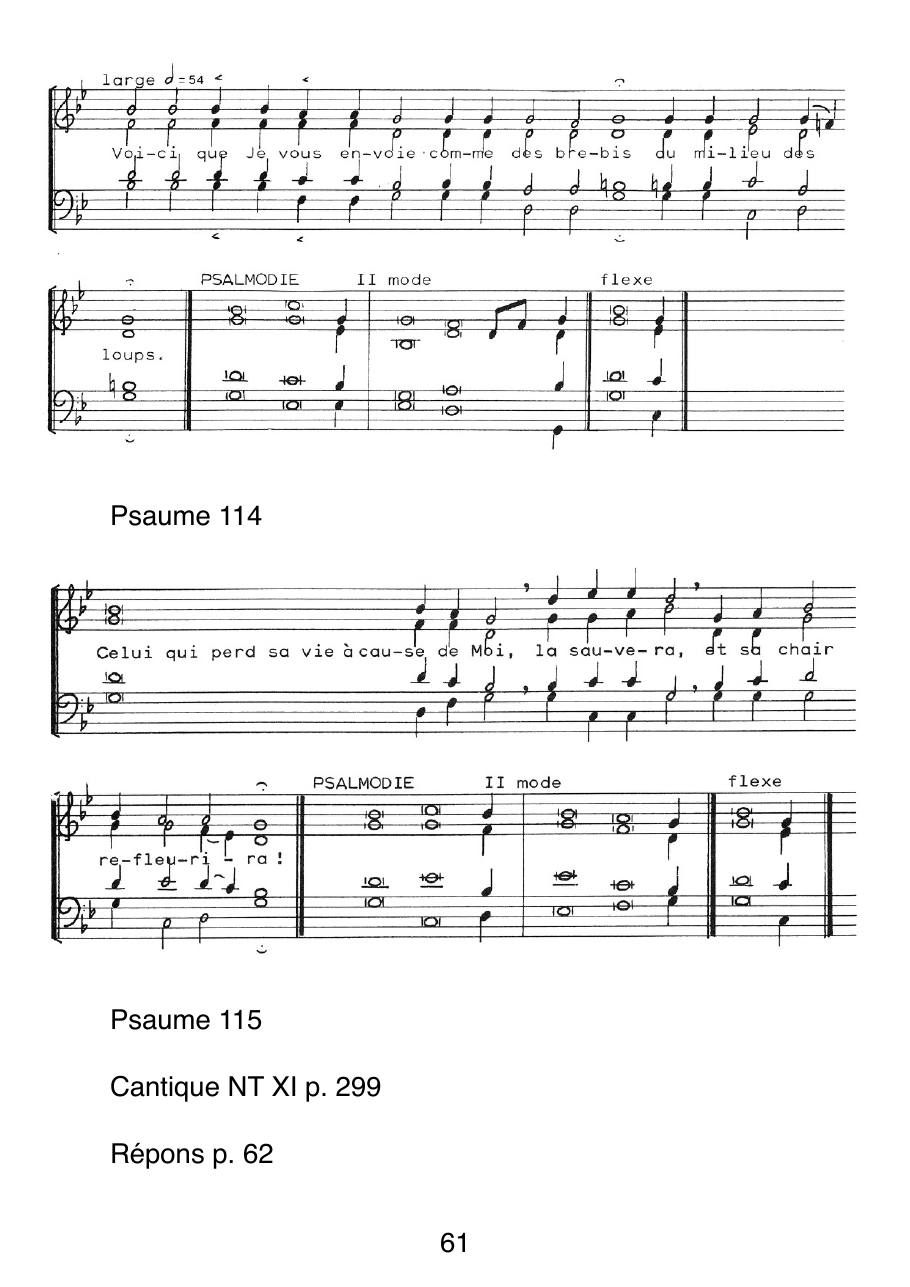 large 𝅗𝅥 = 54
Voi-ci que Je vous en-voie com-me des bre-bis du mi-lieu des
PSALMODIE II mode flexe
loups.
Psaume 114
Celui qui perd sa vie à cau-se de Moi, la sau-ve-ra, et sa chair
PSALMODIE II mode flexe
re-fleu-ri-ra!
Psaume 115
Cantique NT XI p. 299
Répons p. 62
61